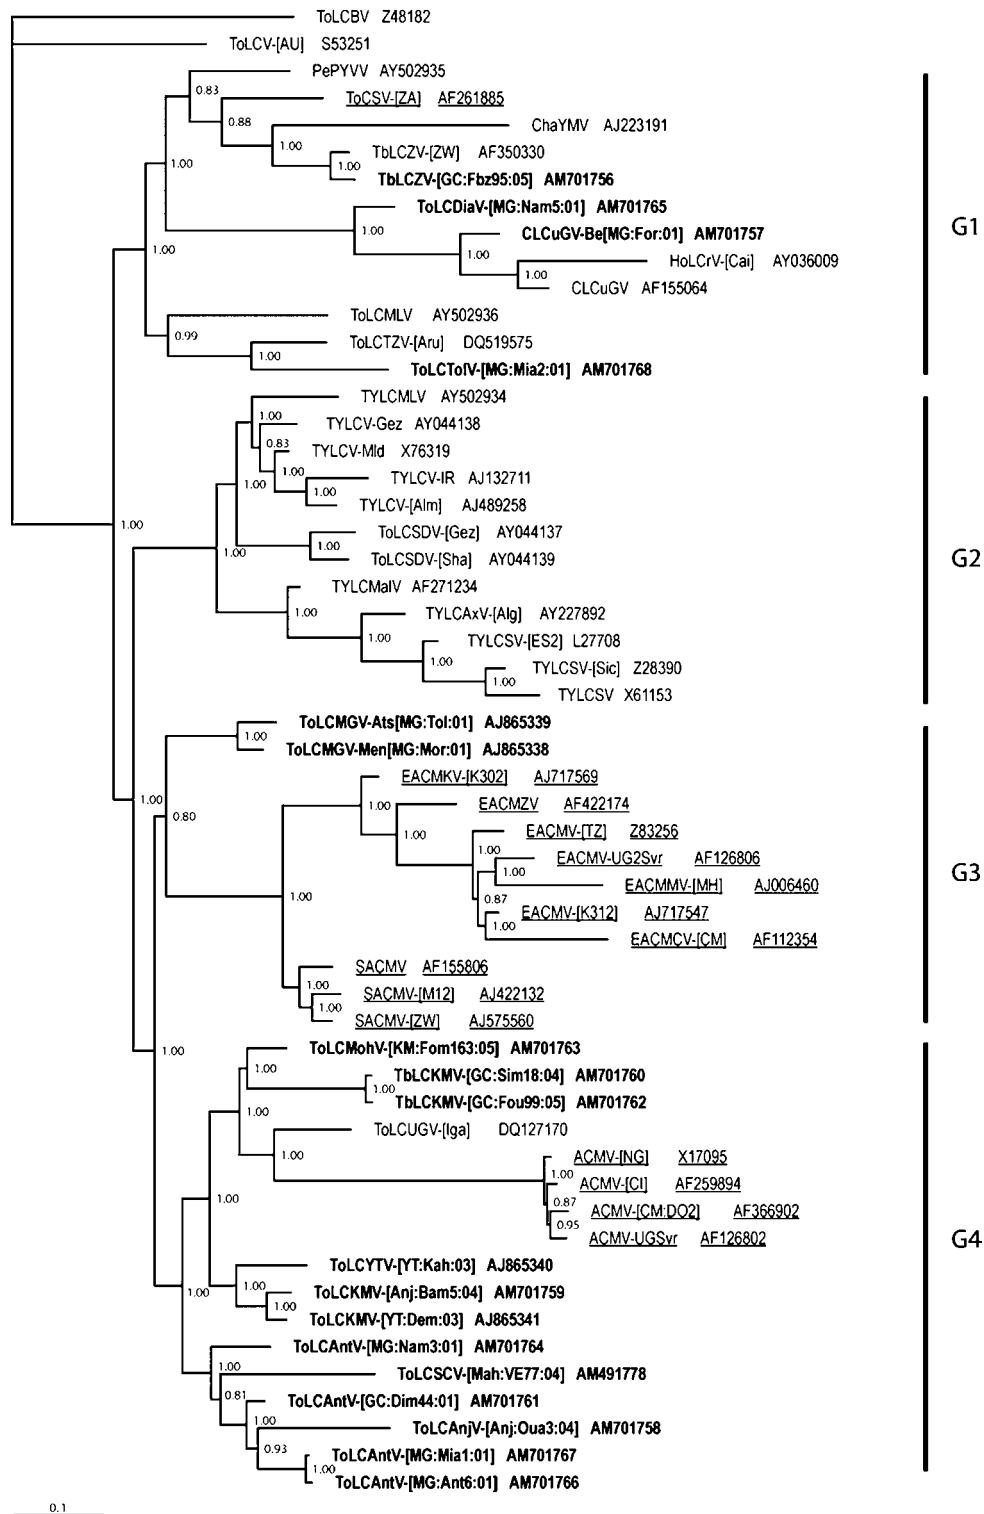 ToLCBV Z48182
ToLCV-[AU] S53251
PePYVV AY502935
0.83
ToCSV-[ZA] AF261885
0.88
ChaYMV AJ223191
1.00
TbLCZV-[ZW] AF350330
1.00
1.00
TbLCZV-[GC:Fbz95:05] AM701756
ToLCDiaV-[MG:Nam5:01] AM701765
G1
1.00
CLCuGV-Be[MG:For:01] AM701757
1.00
1.00
HoLCrV-[Cai] AY036009
1.00
CLCuGV AF155064
ToLCMLV AY502936
0.99
ToLCTZV-[Aru] DQ519575
1.00
ToLCTolV-[MG:Mia2:01] AM701768
TYLCMLV AY502934
1.00
TYLCV-Gez AY044138
0.83
TYLCV-Mld X76319
1.00
TYLCV-IR AJ132711
1.00
1.00
TYLCV-[Alm] AJ489258
1.00
ToLCSDV-[Gez] AY044137
1.00
1.00
ToLCSDV-[Sha] AY044139
G2
TYLCMalV AF271234
1.00
TYLCAxV-[Alg] AY227892
1.00
TYLCSV-[ES2] L27708
1.00
TYLCSV-[Sic] Z28390
1.00
TYLCSV X61153
ToLCMGV-Ats[MG:Tol:01] AJ865339
1.00
ToLCMGV-Men[MG:Mor:01] AJ865338
EACMKV-[K302] AJ717569
1.00
1.00
EACMZV AF422174
0.80
1.00
EACMV-[TZ] Z83256
1.00
EACMV-UG2Svr AF126806
1.00
G3
EACMMV-[MH] AJ006460
1.00
0.87
EACMV-[K312] AJ717547
1.00
EACMCV-[CM] AF112354
SACMV AF155806
1.00
SACMV-[M12] AJ422132
1.00
SACMV-[ZW] AJ575560
1.00
ToLCMohV-[KM:Fom163:05] AM701763
1.00
TbLCKMV-[GC:Sim18:04] AM701760
1.00
TbLCKMV-[GC:Fou99:05] AM701762
1.00
ToLCUGV-[Iga] DQ127170
1.00
ACMV-[NG] X17095
1.00
ACMV-[CI] AF259894
1.00
0.87
ACMV-[CM:DO2] AF366902
0.95
ACMV-UGSvr AF126802
G4
ToLCYTV-[YT:Kah:03] AJ865340
1.00
1.00
ToLCKMV-[Anj:Bam5:04] AM701759
1.00
ToLCKMV-[YT:Dem:03] AJ865341
ToLCAntV-[MG:Nam3:01] AM701764
1.00
ToLCSCV-[Mah:VE77:04] AM491778
0.81
ToLCAntV-[GC:Dim44:01] AM701761
1.00
ToLCAnjV-[Anj:Oua3:04] AM701758
0.93
ToLCAntV-[MG:Mia1:01] AM701767
1.00
ToLCAntV-[MG:Ant6:01] AM701766
0.1